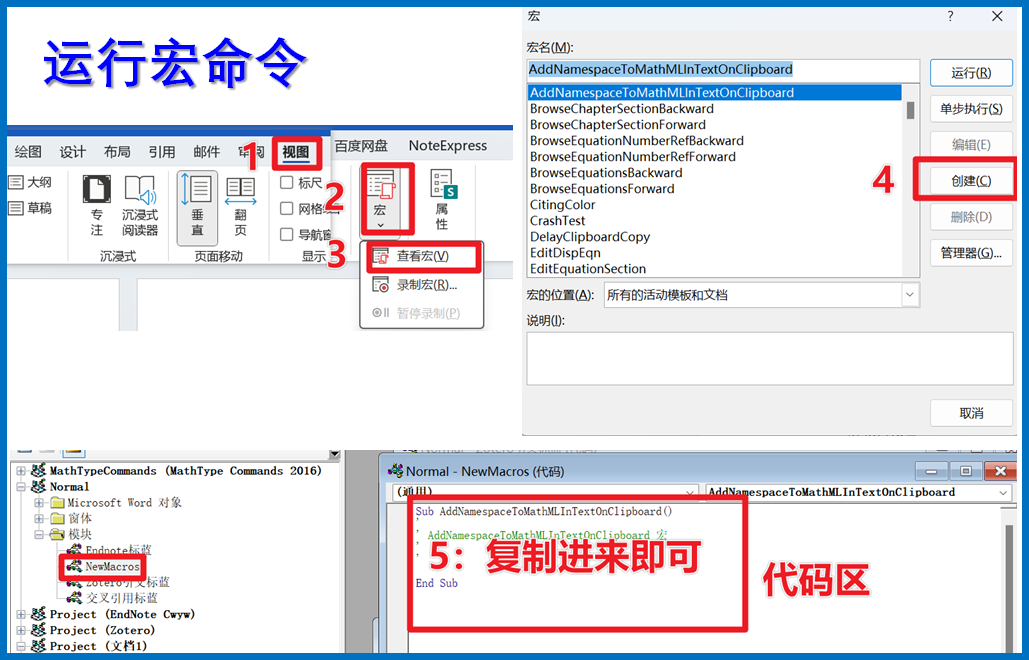 运行宏命令
绘图 设计 布局 引用 邮件 审阅 视图 百度网盘 NoteExpress
1
大纲
草稿
专注
沉浸式阅读器
沉浸式
垂直
翻页
页面移动
标尺
网格
导航窗
显示
2
宏
属性
3
查看宏(V)
录制宏(R)...
暂停录制(P)
宏
宏名(M):
AddNamespaceToMathMLInTextOnClipboard
AddNamespaceToMathMLInTextOnClipboard
BrowseChapterSectionBackward
BrowseChapterSectionForward
BrowseEquationNumberRefBackward
BrowseEquationNumberRefForward
BrowseEquationsBackward
BrowseEquationsForward
CitingColor
CrashTest
DelayClipboardCopy
EditDispEqn
EditEquationSection
运行(R)
单步执行(S)
编辑(E)
4
创建(C)
删除(D)
管理器(G)...
宏的位置(A): 所有的活动模板和文档
说明(I):
取消
MathTypeCommands (MathType Commands 2016)
Normal
Microsoft Word 对象
窗体
模块
Endnote标蓝
NewMacros
Zotero引文标蓝
交叉引用标蓝
Project (EndNote Cwyw)
Project (Zotero)
Project (文档1)
Normal - NewMacros (代码)
(通用) AddNamespaceToMathMLInTextOnClipboard
Sub AddNamespaceToMathMLInTextOnClipboard()
'
' AddNamespaceToMathMLInTextOnClipboard 宏
'
'
End Sub
5：复制进来即可
代码区